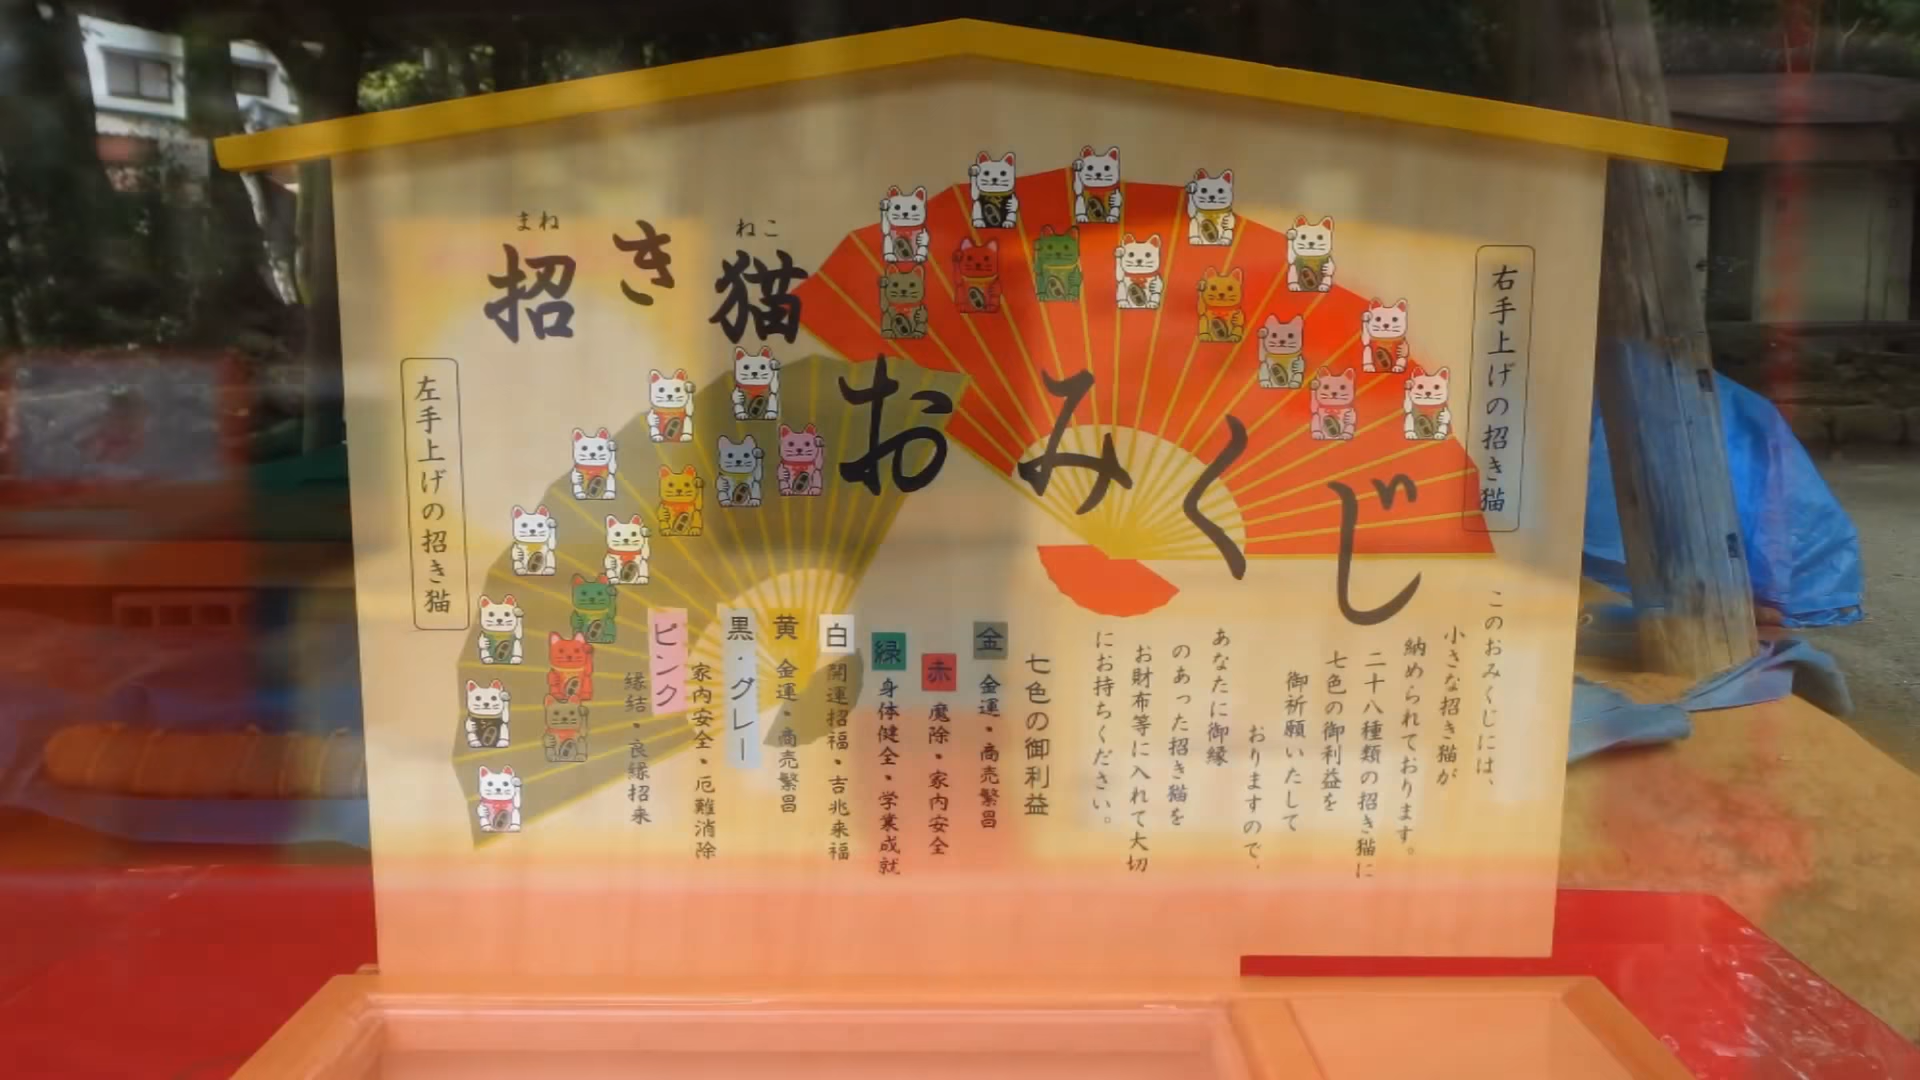 まね ねこ
招き猫
おみくじ
右手上げの招き猫
左手上げの招き猫
このおみくじには、
小さな招き猫が
納められております。
二十八種類の招き猫に
七色の御利益を
御祈願いたして
おりますので、
あなたに御縁
のあった招き猫を
お財布等に入れて大切
にお持ちください。
七色の御利益
金 金運・商売繁昌
赤 魔除・家内安全
緑 身体健全・学業成就
白 開運招福・吉兆来福
黄 金運・商売繁昌
黒・グレー 家内安全・厄難消除
ピンク 縁結・良縁招来